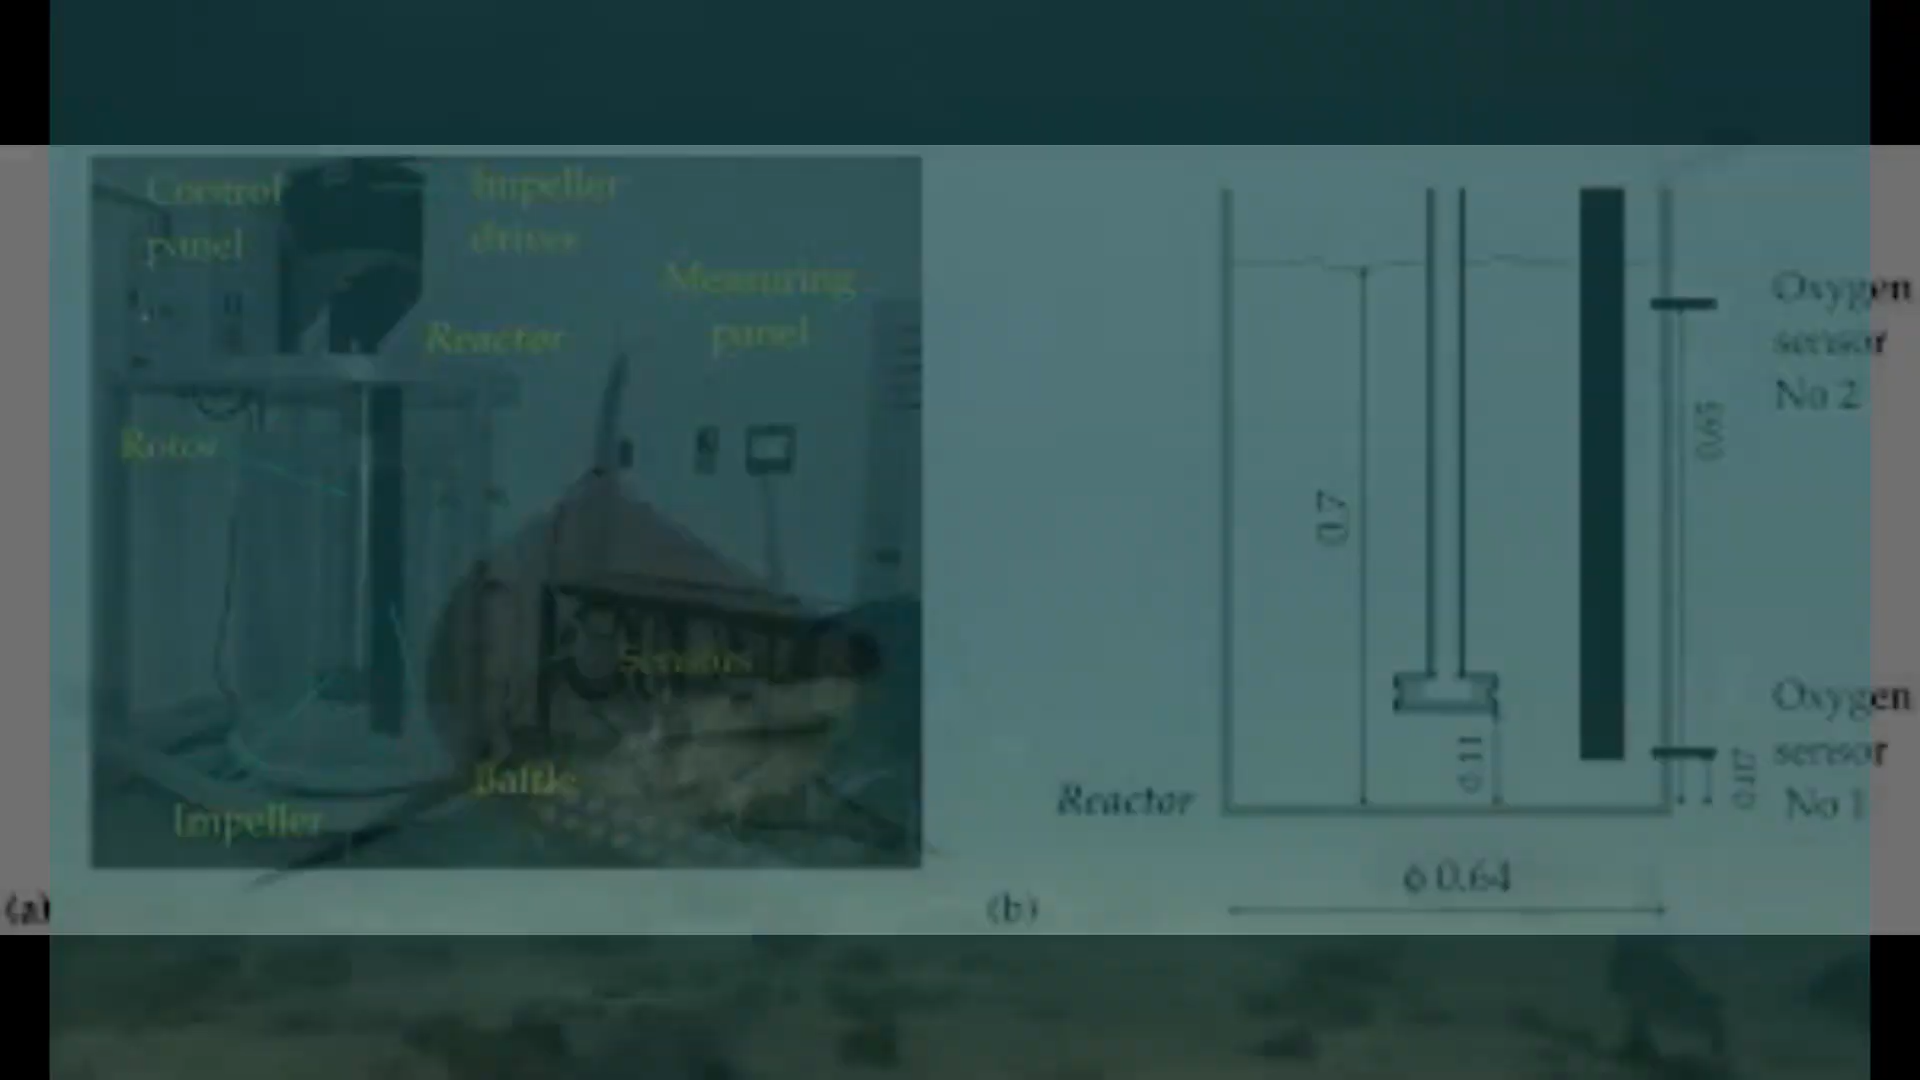 Control
panel
Impeller
driver
Measuring
panel
Reactor
Rotor
Sensors
Baffle
Impeller
(a)
Oxygen
sensor
No 2
0.65
0.7
Oxygen
sensor
No 1
0.11
0.07
Reactor
ϕ 0.64
(b)